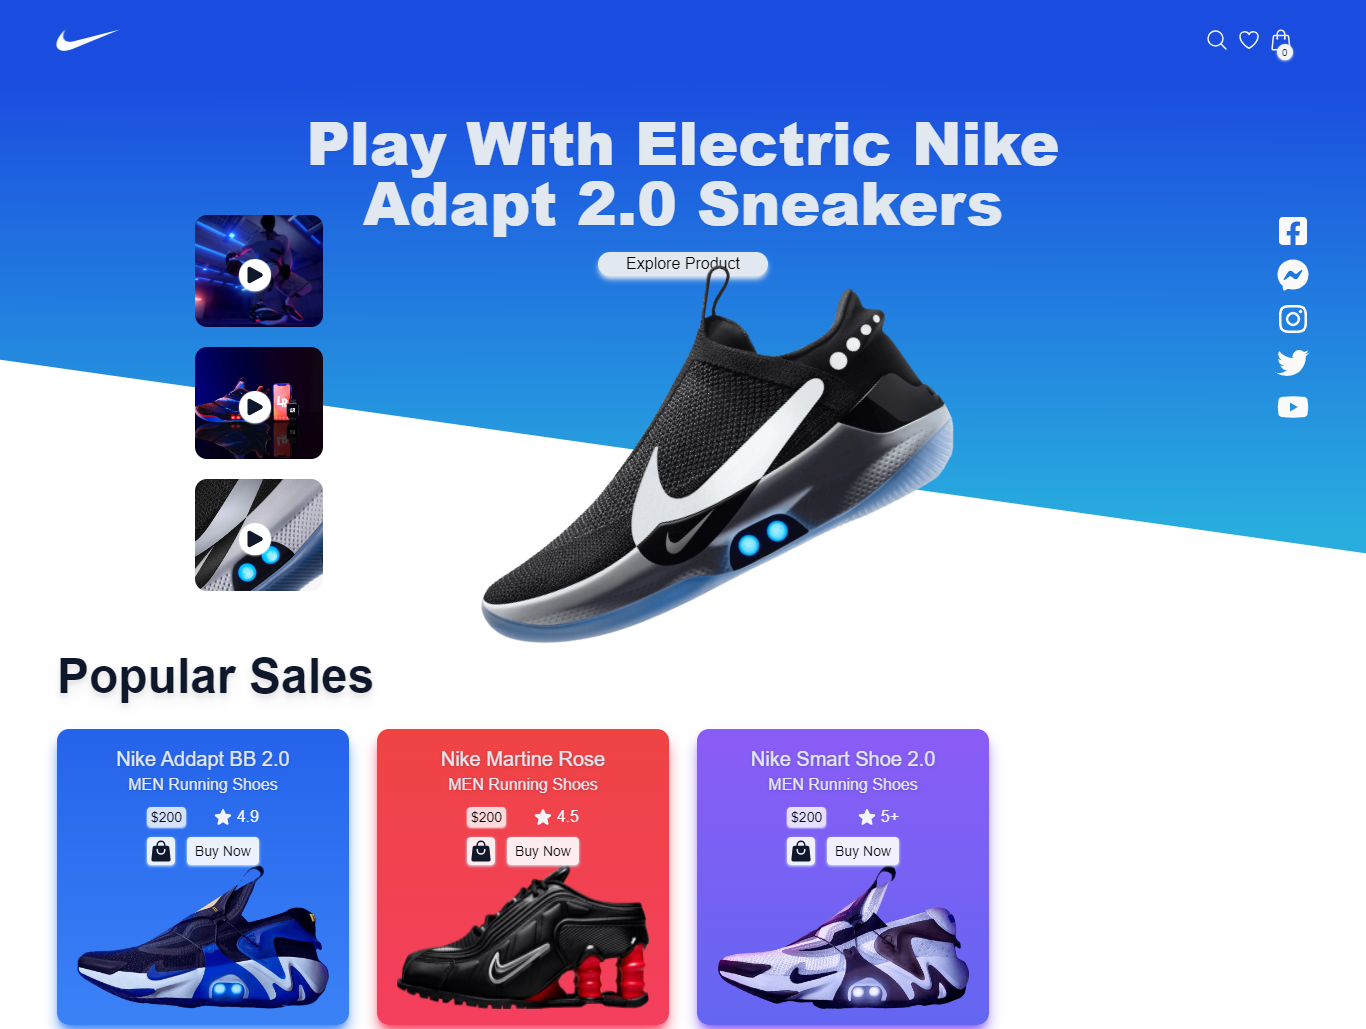 0
Play With Electric Nike
Adapt 2.0 Sneakers
Explore Product
Popular Sales
Nike Addapt BB 2.0
MEN Running Shoes
$200 4.9
Buy Now
Nike Martine Rose
MEN Running Shoes
$200 4.5
Buy Now
Nike Smart Shoe 2.0
MEN Running Shoes
$200 5+
Buy Now